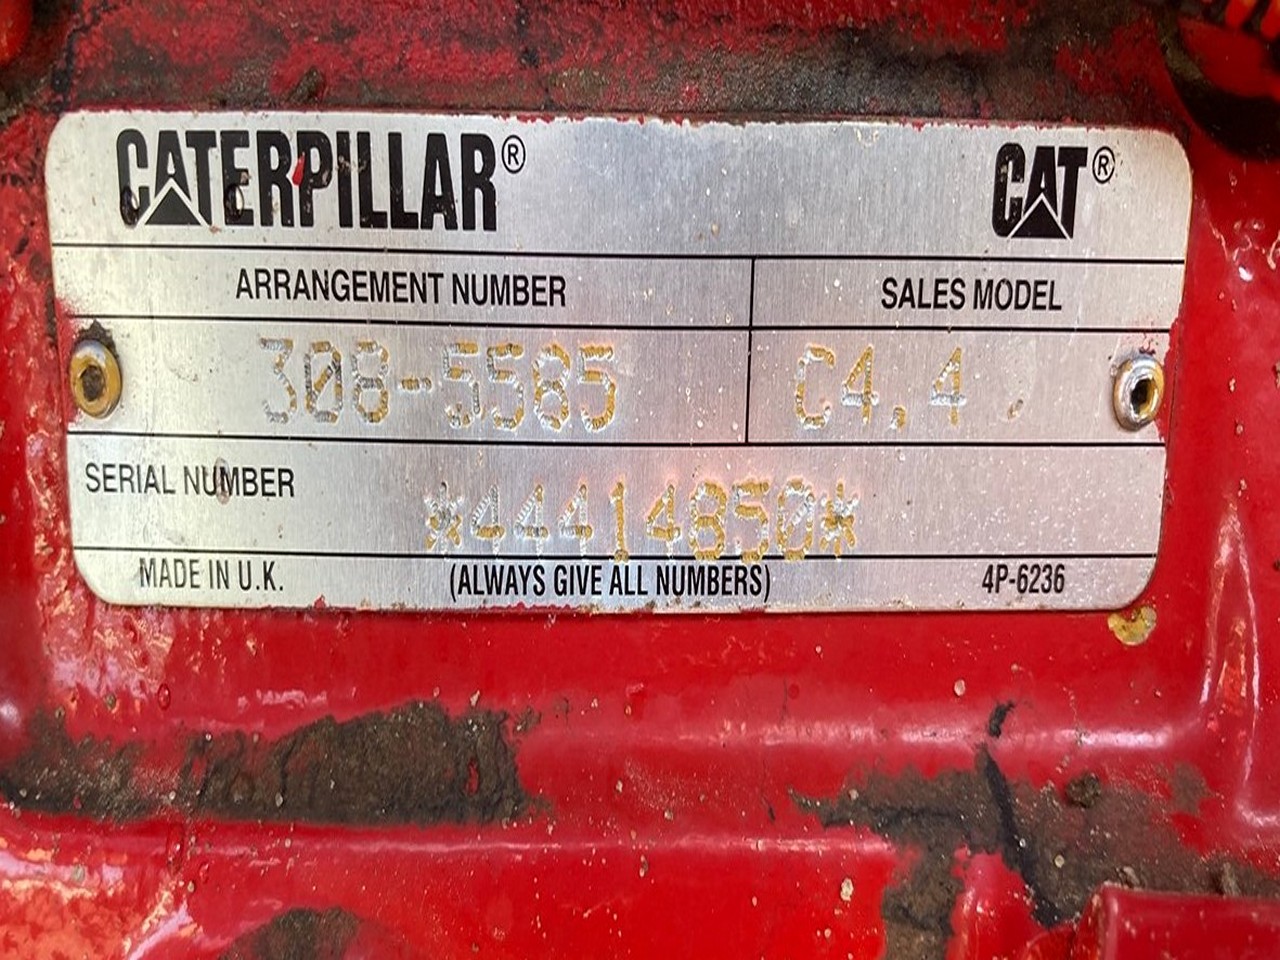 CATERPILLAR® CAT®
ARRANGEMENT NUMBER SALES MODEL
308-5585 C4.4
SERIAL NUMBER *44414850*
MADE IN U.K. (ALWAYS GIVE ALL NUMBERS) 4P-6236